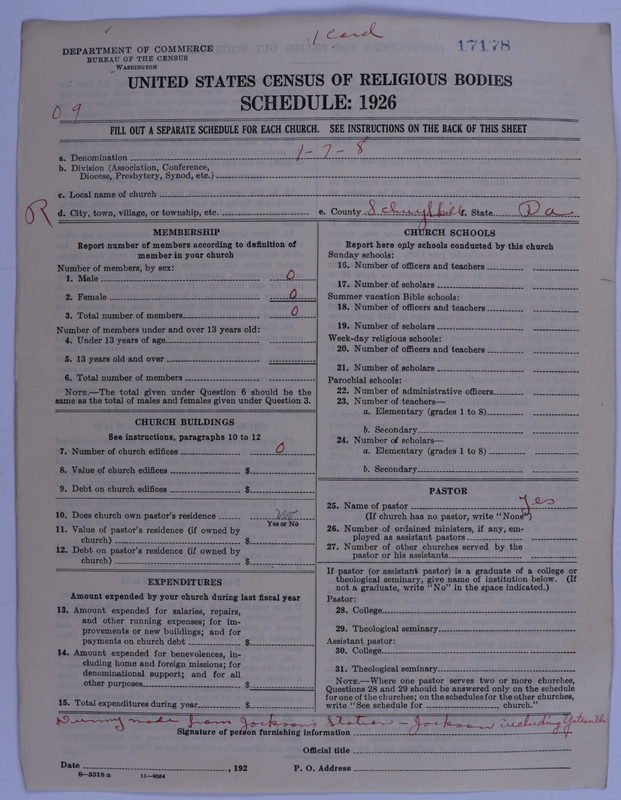 1 Card
17178
DEPARTMENT OF COMMERCE
BUREAU OF THE CENSUS
WASHINGTON
UNITED STATES CENSUS OF RELIGIOUS BODIES
SCHEDULE: 1926
09
FILL OUT A SEPARATE SCHEDULE FOR EACH CHURCH. SEE INSTRUCTIONS ON THE BACK OF THIS SHEET
a. Denomination 1-7-8
b. Division (Association, Conference,
Diocese, Presbytery, Synod, etc.)
c. Local name of church
R
d. City, town, village, or township, etc. e. County Schuylkill f. State Pa
MEMBERSHIP
Report number of members according to definition of
member in your church
Number of members, by sex:
1. Male 0
2. Female 0
3. Total number of members 0
Number of members under and over 13 years old:
4. Under 13 years of age
5. 13 years old and over
6. Total number of members
NOTE.—The total given under Question 6 should be the
same as the total of males and females given under Question 3.
CHURCH BUILDINGS
See instructions, paragraphs 10 to 12
7. Number of church edifices 0
8. Value of church edifices $
9. Debt on church edifices $
10. Does church own pastor's residence No
Yes or No
11. Value of pastor's residence (if owned by
church) $
12. Debt on pastor's residence (if owned by
church) $
EXPENDITURES
Amount expended by your church during last fiscal year
13. Amount expended for salaries, repairs,
and other running expenses; for im-
provements or new buildings; and for
payments on church debt $
14. Amount expended for benevolences, in-
cluding home and foreign missions; for
denominational support; and for all
other purposes $
15. Total expenditures during year $
CHURCH SCHOOLS
Report here only schools conducted by this church
Sunday schools:
16. Number of officers and teachers
17. Number of scholars
Summer vacation Bible schools:
18. Number of officers and teachers
19. Number of scholars
Week-day religious schools:
20. Number of officers and teachers
21. Number of scholars
Parochial schools:
22. Number of administrative officers
23. Number of teachers—
a. Elementary (grades 1 to 8)
b. Secondary
24. Number of scholars—
a. Elementary (grades 1 to 8)
b. Secondary
PASTOR
25. Name of pastor Yes
(If church has no pastor, write "None")
26. Number of ordained ministers, if any, em-
ployed as assistant pastors
27. Number of other churches served by the
pastor or his assistants
If pastor (or assistant pastor) is a graduate of a college or
theological seminary, give name of institution below. (If
not a graduate, write "No" in the space indicated.)
Pastor:
28. College
29. Theological seminary
Assistant pastor:
30. College
31. Theological seminary
NOTE.—Where one pastor serves two or more churches,
Questions 28 and 29 should be answered only on the schedule
for one of the churches; on the schedules for the other churches,
write "See schedule for church."
Dummy made from Jackson's Station - Jackson including
Signature of person furnishing information
Official title
Date , 192 P. O. Address
8-5318 a 11-9054